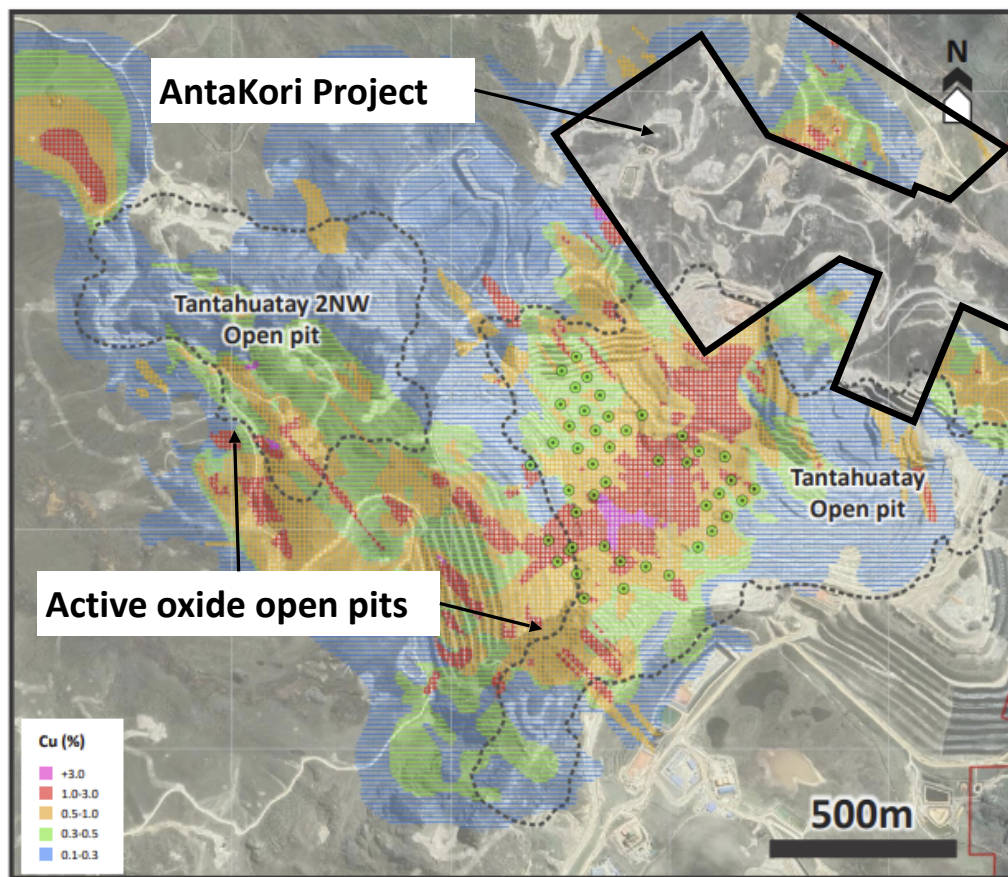 AntaKori Project
N
Tantahuatay 2NW
Open pit
Tantahuatay
Open pit
Active oxide open pits
Cu (%)
+3.0
1.0-3.0
0.5-1.0
0.3-0.5
0.1-0.3
500m